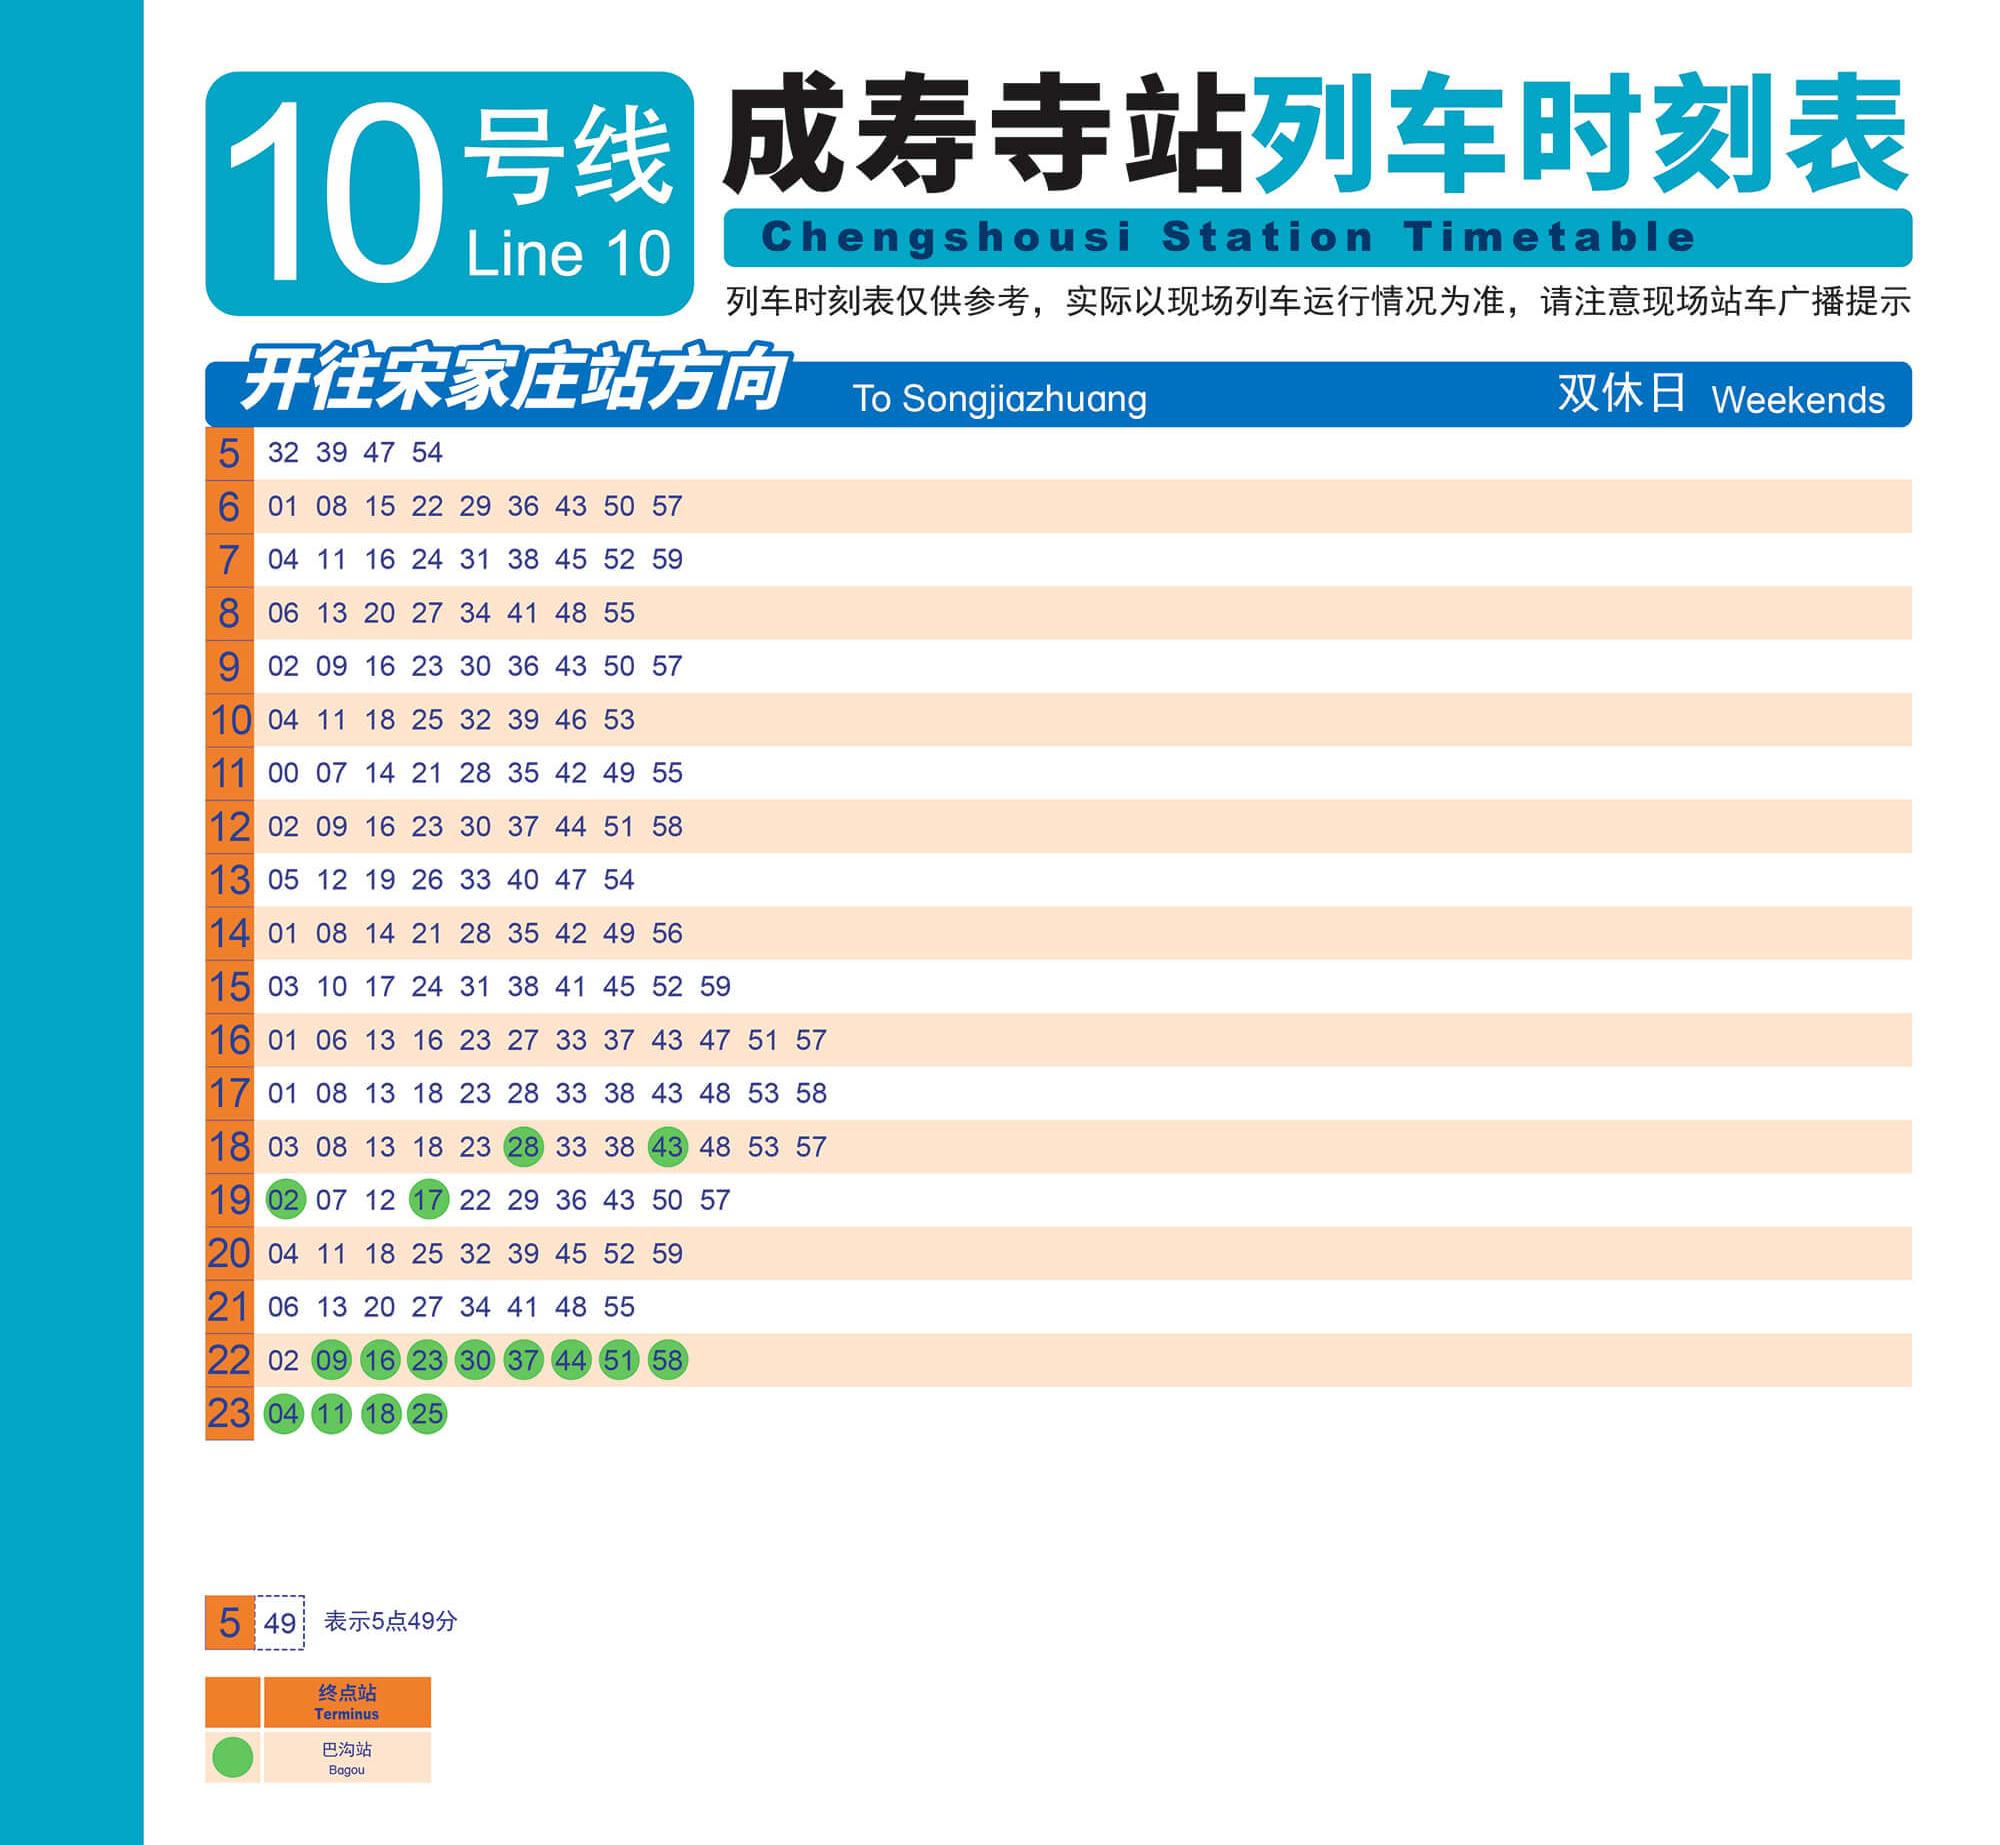 10号线
Line 10
成寿寺站列车时刻表
Chengshousi Station Timetable
列车时刻表仅供参考，实际以现场列车运行情况为准，请注意现场站车广播提示
开往宋家庄站方向 To Songjiazhuang 双休日 Weekends
5 32 39 47 54
6 01 08 15 22 29 36 43 50 57
7 04 11 16 24 31 38 45 52 59
8 06 13 20 27 34 41 48 55
9 02 09 16 23 30 36 43 50 57
10 04 11 18 25 32 39 46 53
11 00 07 14 21 28 35 42 49 55
12 02 09 16 23 30 37 44 51 58
13 05 12 19 26 33 40 47 54
14 01 08 14 21 28 35 42 49 56
15 03 10 17 24 31 38 41 45 52 59
16 01 06 13 16 23 27 33 37 43 47 51 57
17 01 08 13 18 23 28 33 38 43 48 53 58
18 03 08 13 18 23 28 33 38 43 48 53 57
19 02 07 12 17 22 29 36 43 50 57
20 04 11 18 25 32 39 45 52 59
21 06 13 20 27 34 41 48 55
22 02 09 16 23 30 37 44 51 58
23 04 11 18 25
5 49 表示5点49分
终点站
Terminus
巴沟站
Bagou